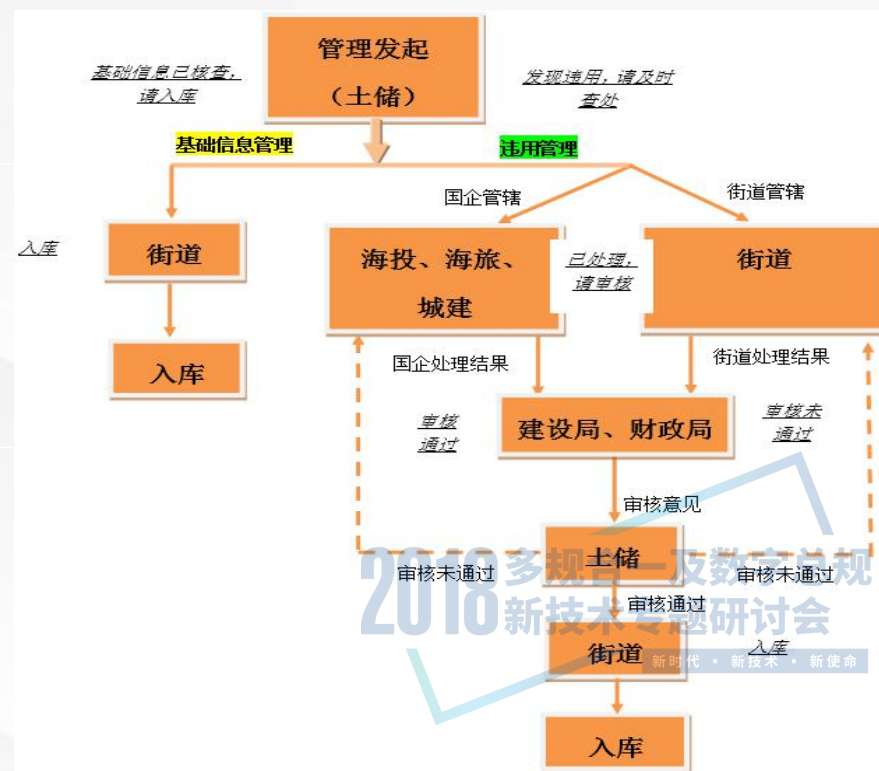 管理发起
（土储）
基础信息已核查，
请入库
发现违用，请及时
查处
基础信息管理
违用管理
国企管辖
街道管辖
入库
街道
海投、海旅、
城建
已处理，
请审核
街道
入库
国企处理结果
街道处理结果
审核
通过
建设局、财政局
审核未
通过
审核意见
土储
审核未通过
审核未通过
审核通过
2018多规合一及数字总规
新技术专题研讨会
新时代 · 新技术 · 新使命
街道
入库
入库